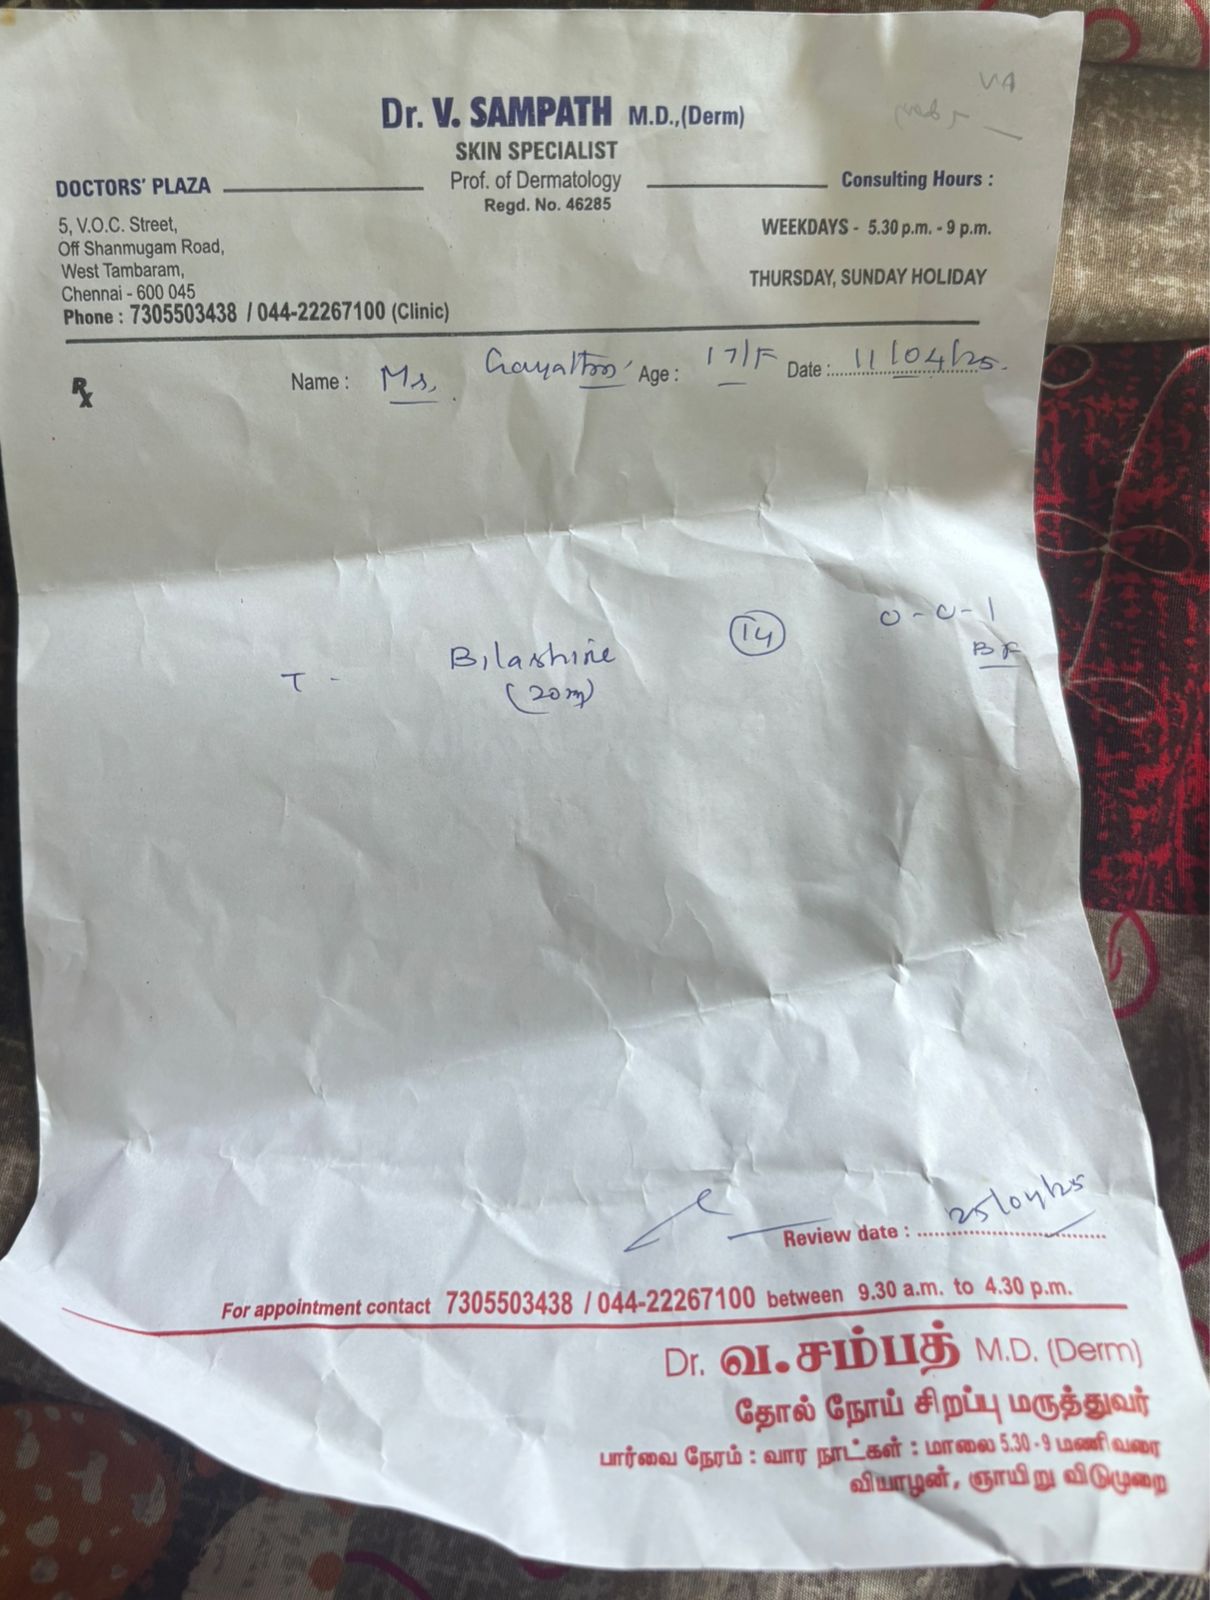 Dr. V. SAMPATH M.D.,(Derm)
SKIN SPECIALIST
Prof. of Dermatology
Regd. No. 46285
DOCTORS' PLAZA
5, V.O.C. Street,
Off Shanmugam Road,
West Tambaram,
Chennai - 600 045
Phone : 7305503438 / 044-22267100 (Clinic)
Consulting Hours :
WEEKDAYS - 5.30 p.m. - 9 p.m.
THURSDAY, SUNDAY HOLIDAY
Rx
Name : Ms. Age : 17/F Date : 11/04/25.
T - Bilashine (14) 0-0-1
(20mg) BF
Review date : 25/04/25
For appointment contact 7305503438 / 044-22267100 between 9.30 a.m. to 4.30 p.m.
Dr. வ.சம்பத் M.D. (Derm)
தோல் நோய் சிறப்பு மருத்துவர்
பார்வை நேரம் : வார நாட்கள் : மாலை 5.30 - 9 மணி வரை
வியாழன், ஞாயிறு விடுமுறை